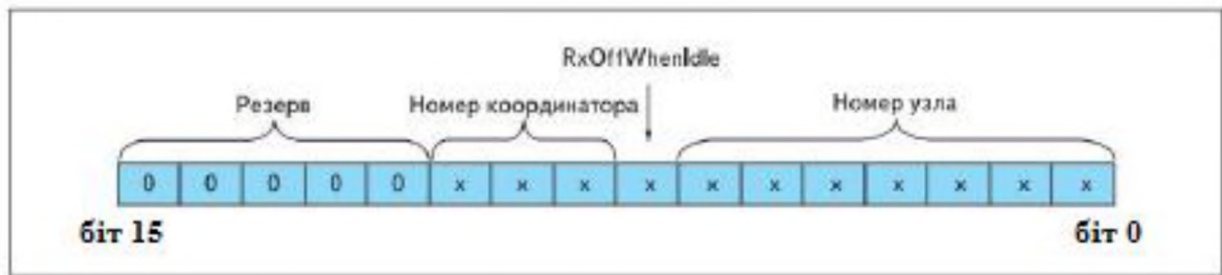 RxOffWhenIdle
Резерв Номер координатора Номер узла
0 0 0 0 0 x x x x x x x x x x x
біт 15 біт 0